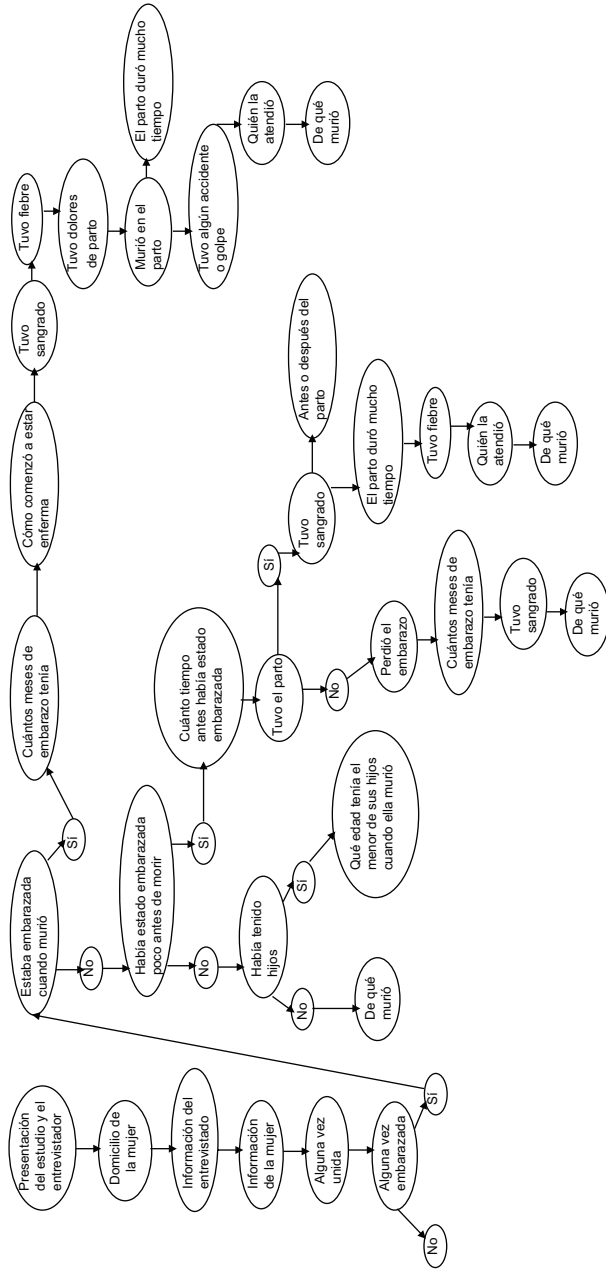 Presentación
del estudio y el
entrevistador
Domicilio de
la mujer
Información del
entrevistado
Información
de la mujer
Alguna vez
unida
Alguna vez
embarazada
No
Sí
Estaba embarazada
cuando murió
Sí
No
Cuántos meses de
embarazo tenía
Cómo comenzó a estar
enferma
Tuvo
sangrado
Tuvo fiebre
Tuvo dolores
de parto
Murió en el
parto
El parto duró mucho
tiempo
Tuvo algún accidente
o golpe
Quién la
atendió
De qué
murió
Había estado embarazada
poco antes de morir
Sí
No
Cuánto tiempo
antes había estado
embarazada
Tuvo el parto
Sí
Tuvo
sangrado
Antes o después del
parto
El parto duró mucho
tiempo
Tuvo fiebre
Quién la
atendió
De qué
murió
No
Perdió el
embarazo
Cuántos meses de
embarazo tenía
Tuvo
sangrado
De qué
murió
Había tenido
hijos
Sí
Qué edad tenía el
menor de sus hijos
cuando ella murió
No
De qué
murió